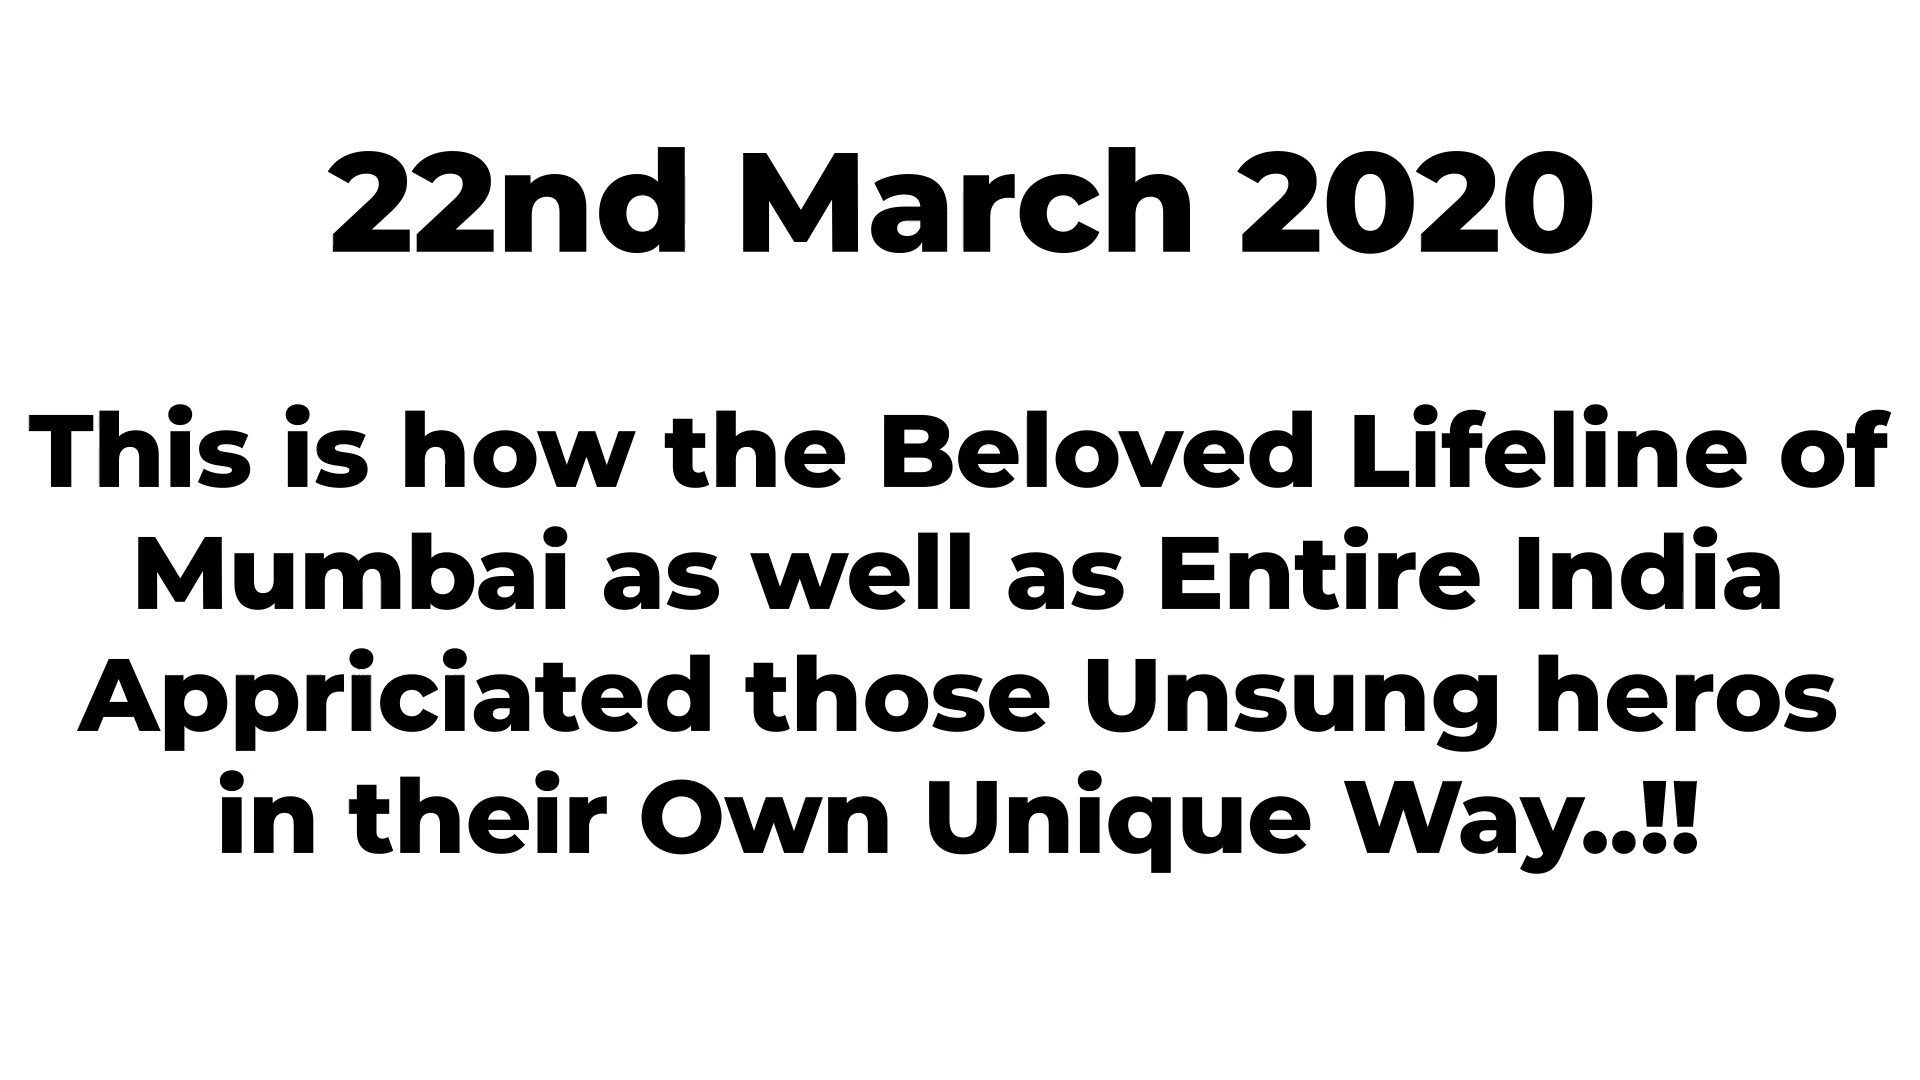 22nd March 2020
This is how the Beloved Lifeline of
Mumbai as well as Entire India
Appriciated those Unsung heros
in their Own Unique Way..!!